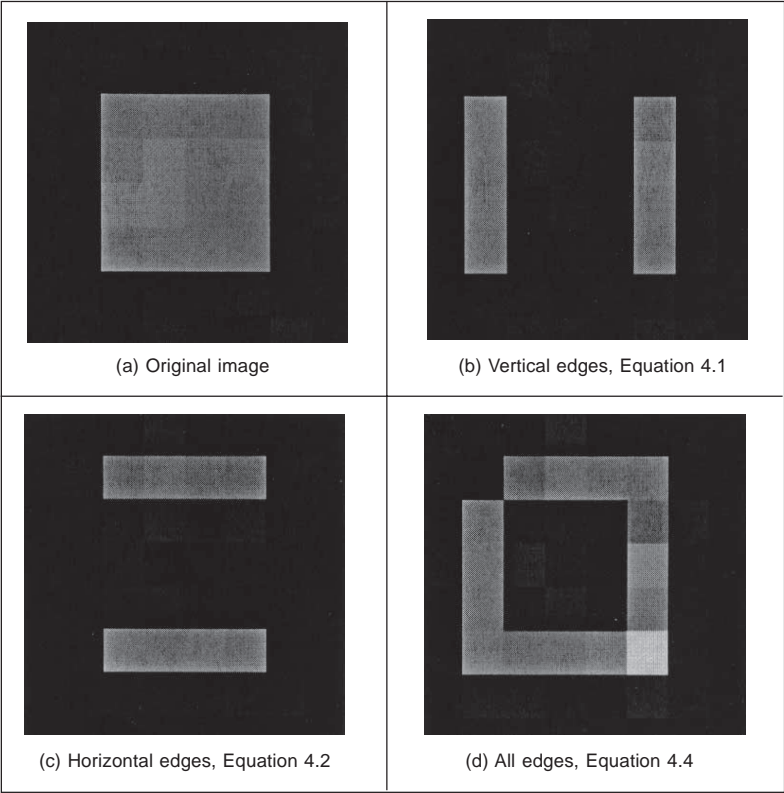 (a) Original image
(b) Vertical edges, Equation 4.1
(c) Horizontal edges, Equation 4.2
(d) All edges, Equation 4.4